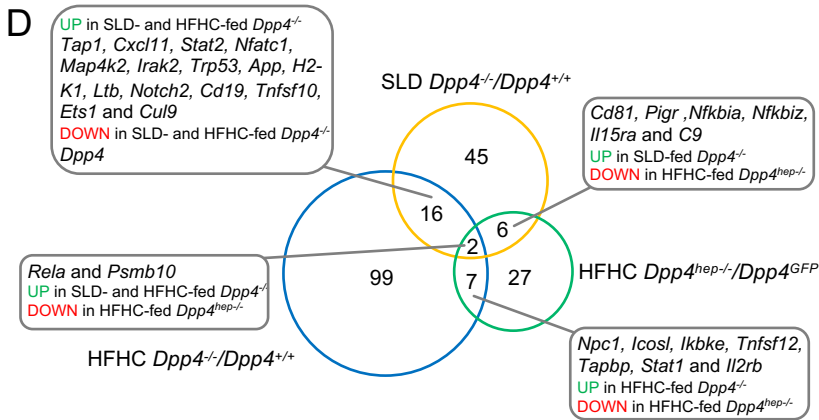 D
UP in SLD- and HFHC-fed Dpp4-/-
Tap1, Cxcl11, Stat2, Nfatc1,
Map4k2, Irak2, Trp53, App, H2-
K1, Ltb, Notch2, Cd19, Tnfsf10,
Ets1 and Cul9
DOWN in SLD- and HFHC-fed Dpp4-/-
Dpp4
SLD Dpp4-/-/Dpp4+/+
Cd81, Pigr ,Nfkbia, Nfkbiz,
Il15ra and C9
UP in SLD-fed Dpp4-/-
DOWN in HFHC-fed Dpp4hep-/-
45
16
6
2
99
7
27
Rela and Psmb10
UP in SLD- and HFHC-fed Dpp4-/-
DOWN in HFHC-fed Dpp4hep-/-
HFHC Dpp4hep-/-/Dpp4GFP
HFHC Dpp4-/-/Dpp4+/+
Npc1, Icosl, Ikbke, Tnfsf12,
Tapbp, Stat1 and Il2rb
UP in HFHC-fed Dpp4-/-
DOWN in HFHC-fed Dpp4hep-/-